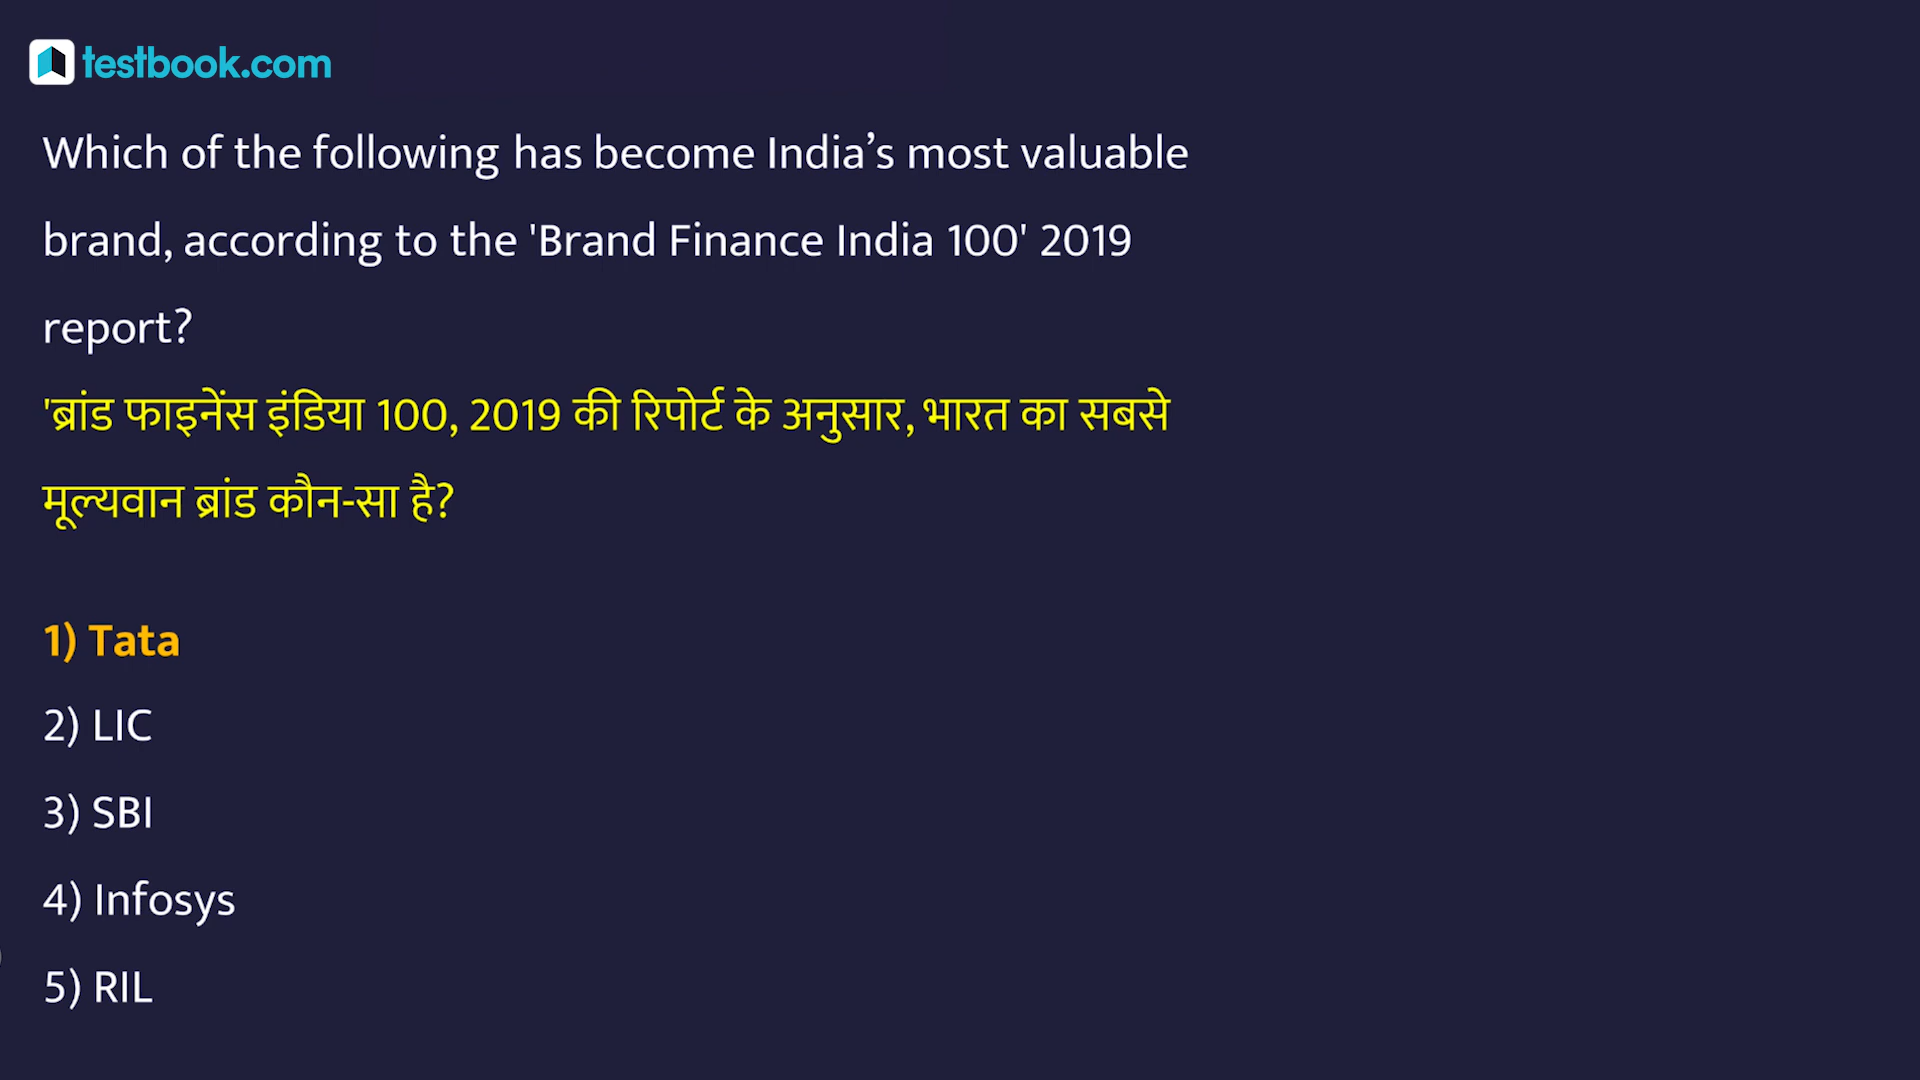 testbook.com
Which of the following has become India’s most valuable
brand, according to the 'Brand Finance India 100' 2019
report?
'ब्रांड फाइनेंस इंडिया 100, 2019 की रिपोर्ट के अनुसार, भारत का सबसे
मूल्यवान ब्रांड कौन-सा है?
1) Tata
2) LIC
3) SBI
4) Infosys
5) RIL